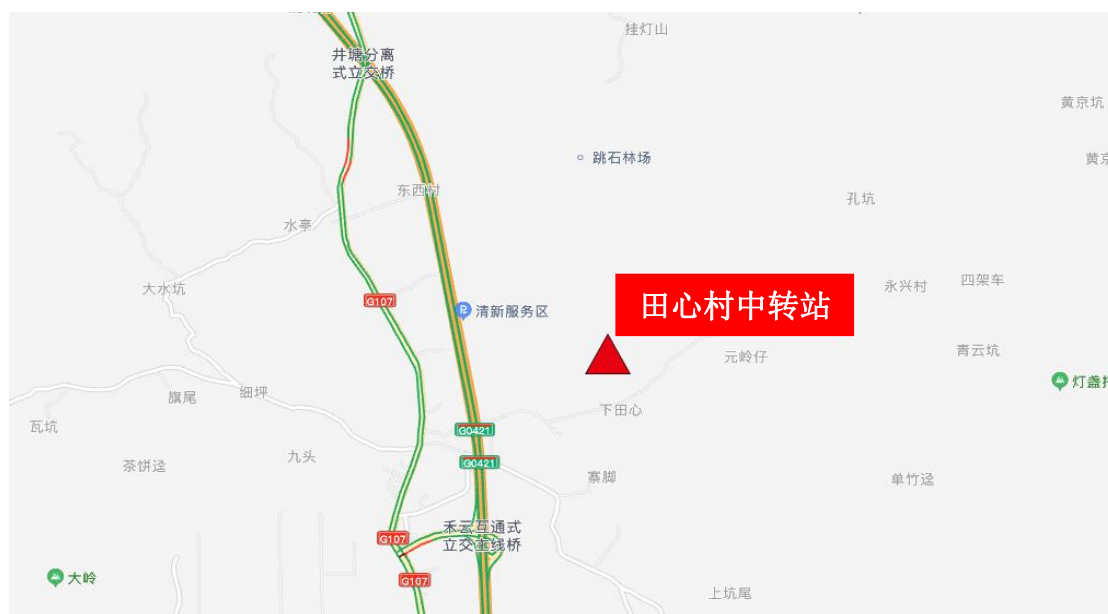 挂灯山
井塘分离
式立交桥
黄京坑
跳石林场
黄京
东西村
孔坑
水亭
四架车
永兴村
大水坑
G107
清新服务区
田心村中转站
元岭仔
青云坑
灯盏
旗尾
细坪
下田心
瓦坑
G0421
九头
茶饼迳
G0421
寨脚
单竹迳
禾云互通式
立交主线桥
G107
大岭
G107
上坑尾